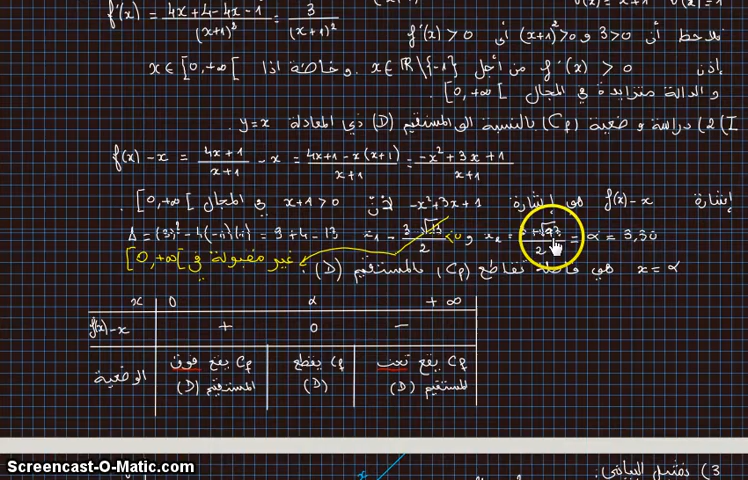 f'(x) = (4x+4-4x-1)/(x+1)² = 3/(x+1)²
نلاحظ أن 3>0 و (x+1)²>0 أي f'(x) > 0
إذن f'(x) > 0 من أجل x∈ℝ\{-1} وخاصة اذا x∈[0,+∞[
و الدالة متزايدة في المجال [0,+∞[.
I)2) دراسة وضعية (Cf) بالنسبة الى المستقيم (D) ذي المعادلة y=x.
f(x)-x = (4x+1)/(x+1) - x = (4x+1-x(x+1))/(x+1) = (-x²+3x+1)/(x+1)
إشارة f(x)-x هي إشارة -x²+3x+1 لأن x+1>0 في المجال [0,+∞[.
Δ = (3)²-4(-1)(1) = 9+4=13 x₁ = (3-√13)/2 <0 و x₂ = (3+√13)/2 = α = 3,30
غير مقبولة في [0,+∞[
x=α هي فاصلة تقاطع (Cf) بالمستقيم (D).
x 0 α +∞
f(x)-x + 0 -
الوضعية Cf يقع فوق المستقيم (D) Cf يقطع (D) Cf يقع تحت المستقيم (D)
Screencast-O-Matic.com
3) تمثيل البياني.